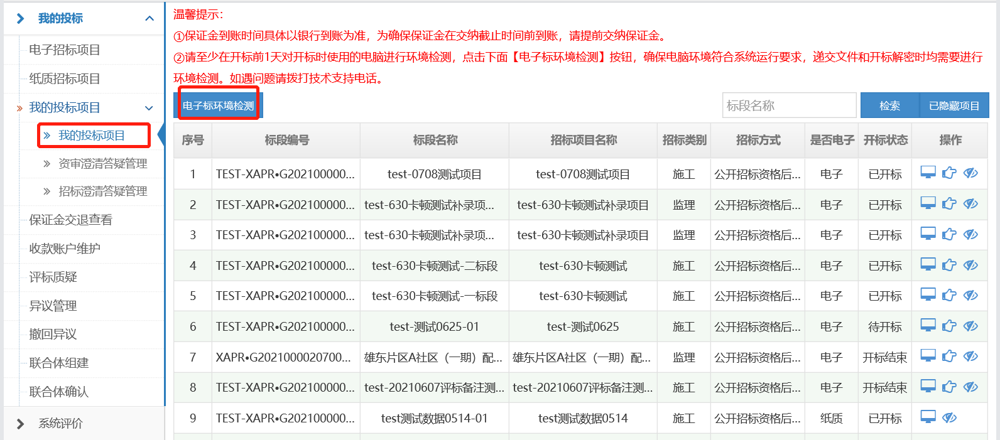 我的投标
电子招标项目
纸质招标项目
我的投标项目
我的投标项目
资审澄清答疑管理
招标澄清答疑管理
保证金交退查看
收款账户维护
评标质疑
异议管理
撤回异议
联合体组建
联合体确认
系统评价
温馨提示：
①保证金到账时间具体以银行到账为准，为确保保证金在交纳截止时间前到账，请提前交纳保证金。
②请至少在开标前1天对开标时使用的电脑进行环境检测，点击下面【电子标环境检测】按钮，确保电脑环境符合系统运行要求，递交文件和开标解密时均需要进行
环境检测。如遇问题请拨打技术支持电话。
电子标环境检测 标段名称 检索 已隐藏项目
序号 标段编号 标段名称 招标项目名称 招标类别 招标方式 是否电子 开标状态 操作
1 TEST-XAPR•G202100000... test-0708测试项目 test-0708测试项目 施工 公开招标资格后... 电子 已开标
2 TEST-XAPR•G202100000... test-630卡顿测试补录项... test-630卡顿测试补录项目 监理 公开招标资格后... 电子 已开标
3 TEST-XAPR•G202100000... test-630卡顿测试补录项... test-630卡顿测试补录项目 监理 公开招标资格后... 电子 已开标
4 TEST-XAPR•G202100000... test-630卡顿测试-二标段 test-630卡顿测试 施工 公开招标资格后... 电子 已开标
5 TEST-XAPR•G202100000... test-630卡顿测试-一标段 test-630卡顿测试 施工 公开招标资格后... 电子 已开标
6 TEST-XAPR•G202100000... test-测试0625-01 test-测试0625 施工 公开招标资格后... 电子 待开标
7 XAPR•G2021000020700... 雄东片区A社区（一期）配... 雄东片区A社区（一期）配... 监理 公开招标资格后... 电子 开标结束
8 TEST-XAPR•G202100000... test-20210607评标备注测... test-20210607评标备注测... 施工 公开招标资格后... 电子 开标结束
9 TEST-XAPR•G202100000... test测试数据0514-01 test测试数据0514 施工 公开招标资格后... 纸质 已开标